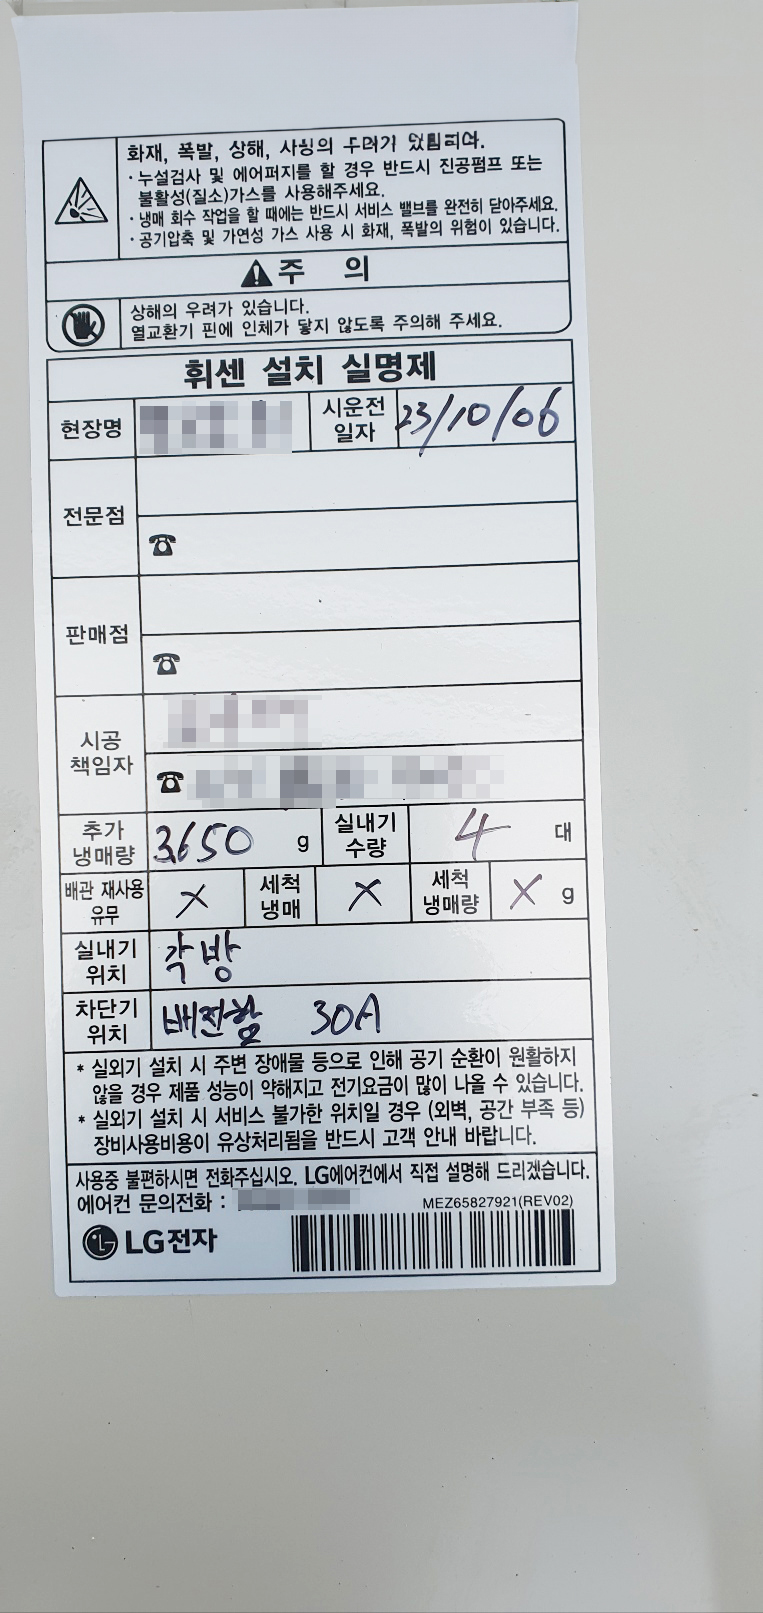 화재, 폭발, 상해, 사망의 우려가 있습니다.
· 누설검사 및 에어퍼지를 할 경우 반드시 진공펌프 또는
불활성(질소)가스를 사용해주세요.
· 냉매 회수 작업을 할 때에는 반드시 서비스 밸브를 완전히 닫아주세요.
· 공기압축 및 가연성 가스 사용 시 화재, 폭발의 위험이 있습니다.
주 의
상해의 우려가 있습니다.
열교환기 핀에 인체가 닿지 않도록 주의해 주세요.
휘센 설치 실명제
현장명 시운전 일자 23/10/06
전문점
판매점
시공
책임자
추가 냉매량 3,650 g 실내기 수량 4 대
배관 재사용 유무 X 세척 냉매 X 세척 냉매량 X g
실내기 위치 각방
차단기 위치 배전함 30A
* 실외기 설치 시 주변 장애물 등으로 인해 공기 순환이 원활하지
않을 경우 제품 성능이 약해지고 전기요금이 많이 나올 수 있습니다.
* 실외기 설치 시 서비스 불가한 위치일 경우 (외벽, 공간 부족 등)
장비사용비용이 유상처리됨을 반드시 고객 안내 바랍니다.
사용중 불편하시면 전화주십시오. LG에어컨에서 직접 설명해 드리겠습니다.
에어컨 문의전화 :
MEZ65827921(REV02)
LG전자